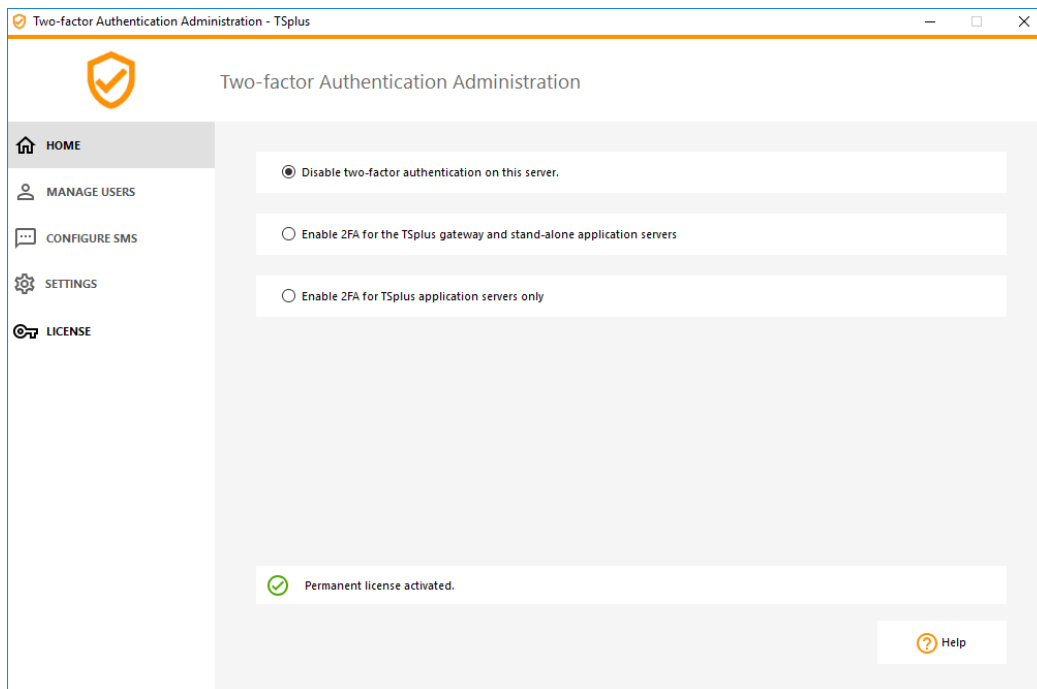 Two-factor Authentication Administration - TSplus
Two-factor Authentication Administration
HOME
MANAGE USERS
CONFIGURE SMS
SETTINGS
LICENSE
Disable two-factor authentication on this server.
Enable 2FA for the TSplus gateway and stand-alone application servers
Enable 2FA for TSplus application servers only
Permanent license activated.
Help